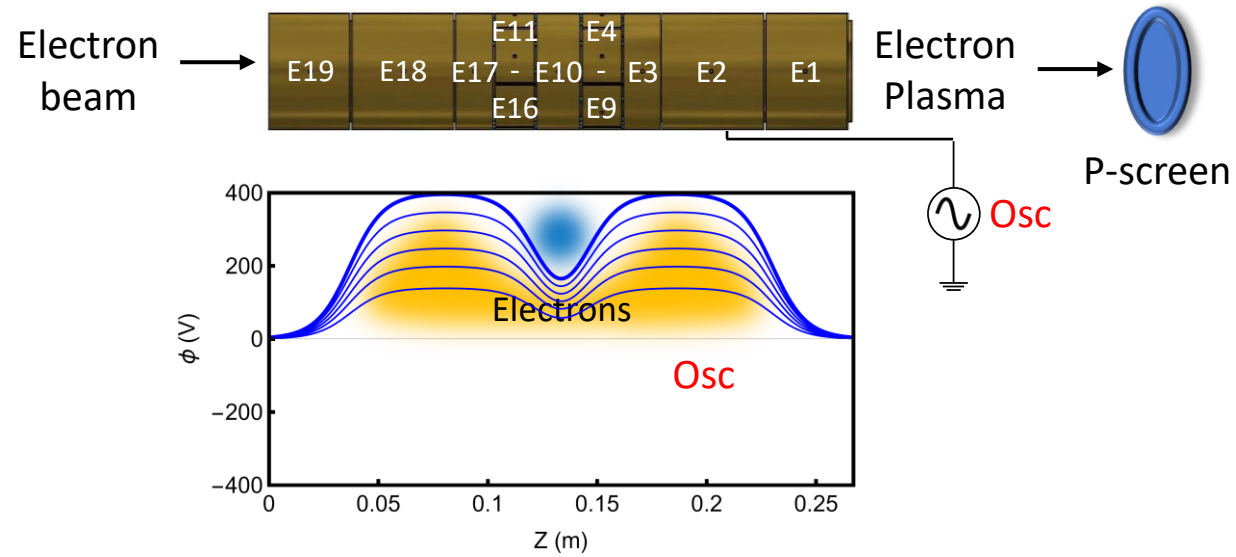 Electron
beam
E19
E18
E17
E11
-
E16
E10
E4
-
E9
E3
E2
E1
Electron
Plasma
P-screen
Osc
400
200
0
−200
−400
ϕ (V)
Electrons
Osc
0
0.05
0.1
0.15
0.2
0.25
Z (m)